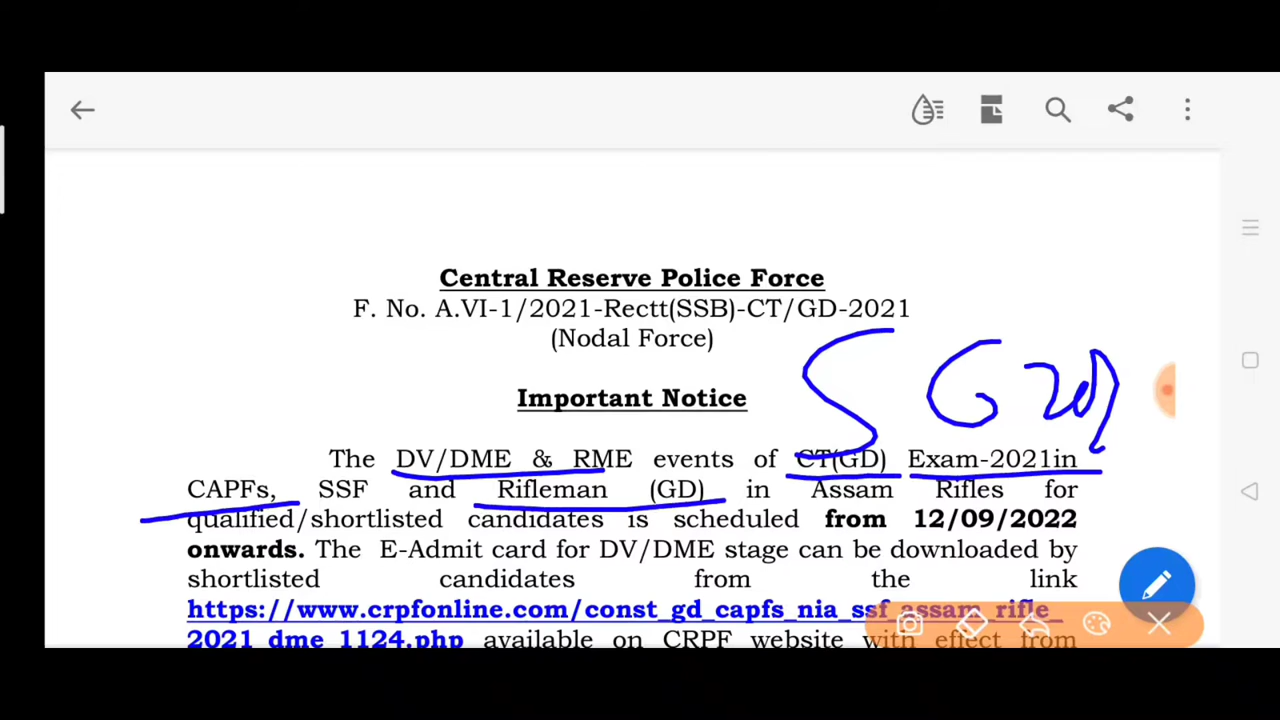 Central Reserve Police Force
F. No. A.VI-1/2021-Rectt(SSB)-CT/GD-2021
(Nodal Force)
Important Notice
The DV/DME & RME events of CT(GD) Exam-2021in
CAPFs, SSF and Rifleman (GD) in Assam Rifles for
qualified/shortlisted candidates is scheduled from 12/09/2022
onwards. The E-Admit card for DV/DME stage can be downloaded by
shortlisted candidates from the link
https://www.crpfonline.com/const_gd_capfs_nia_ssf_assam_rifle_
2021_dme_1124.php available on CRPF website with effect from